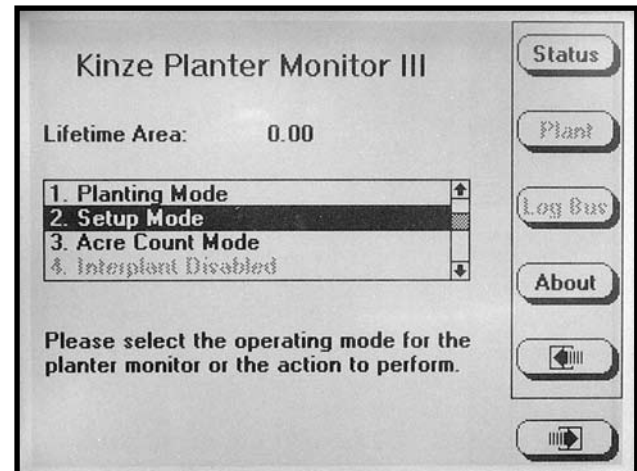 Kinze Planter Monitor III
Lifetime Area: 0.00
1. Planting Mode
2. Setup Mode
3. Acre Count Mode
4. Interplant Disabled
Please select the operating mode for the
planter monitor or the action to perform.
Status
Plant
Log Bus
About